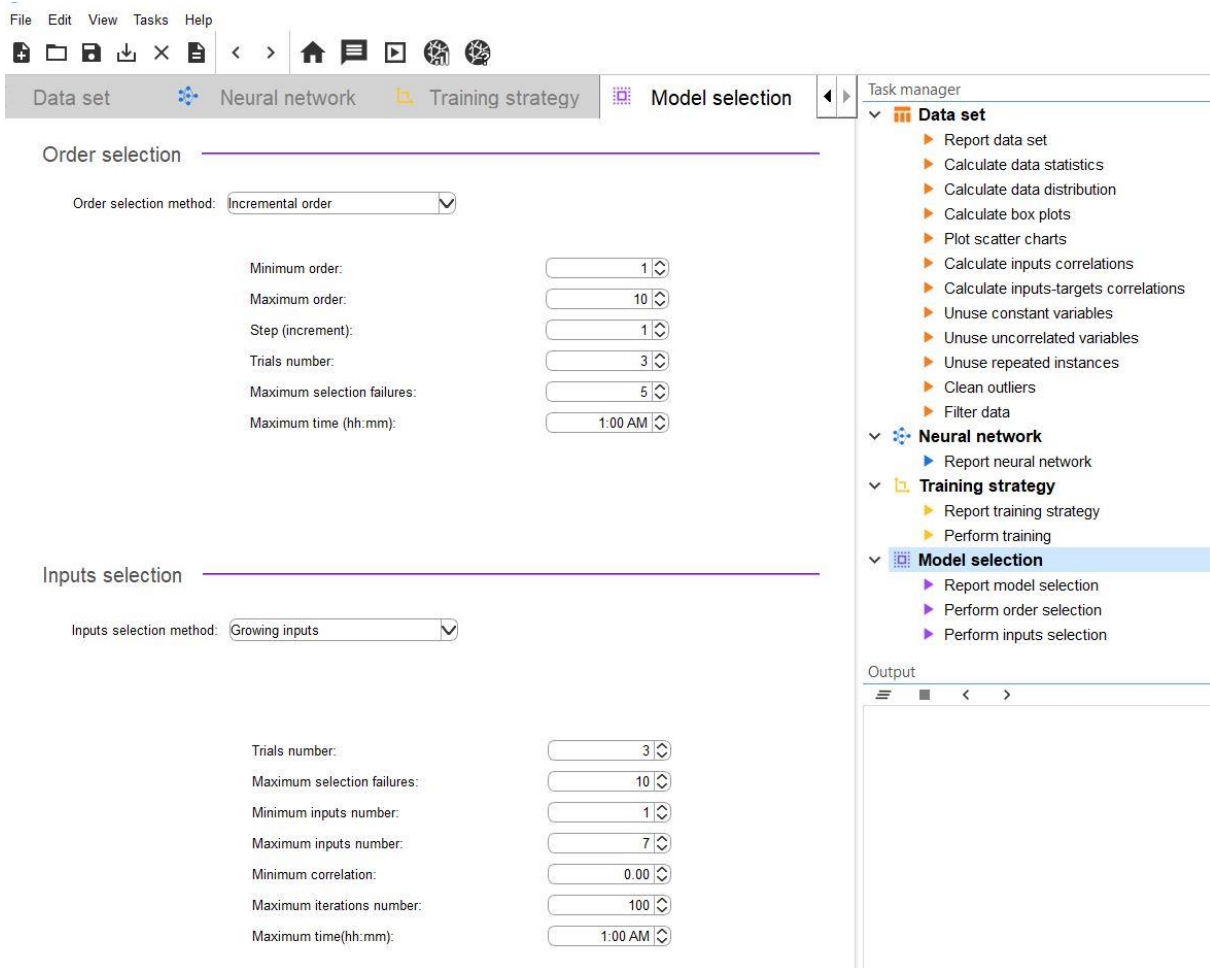 File Edit View Tasks Help
Data set Neural network Training strategy Model selection
Order selection
Order selection method: Incremental order
Minimum order: 1
Maximum order: 10
Step (increment): 1
Trials number: 3
Maximum selection failures: 5
Maximum time (hh:mm): 1:00 AM
Inputs selection
Inputs selection method: Growing inputs
Trials number: 3
Maximum selection failures: 10
Minimum inputs number: 1
Maximum inputs number: 7
Minimum correlation: 0.00
Maximum iterations number: 100
Maximum time(hh:mm): 1:00 AM
Task manager
Data set
Report data set
Calculate data statistics
Calculate data distribution
Calculate box plots
Plot scatter charts
Calculate inputs correlations
Calculate inputs-targets correlations
Unuse constant variables
Unuse uncorrelated variables
Unuse repeated instances
Clean outliers
Filter data
Neural network
Report neural network
Training strategy
Report training strategy
Perform training
Model selection
Report model selection
Perform order selection
Perform inputs selection
Output